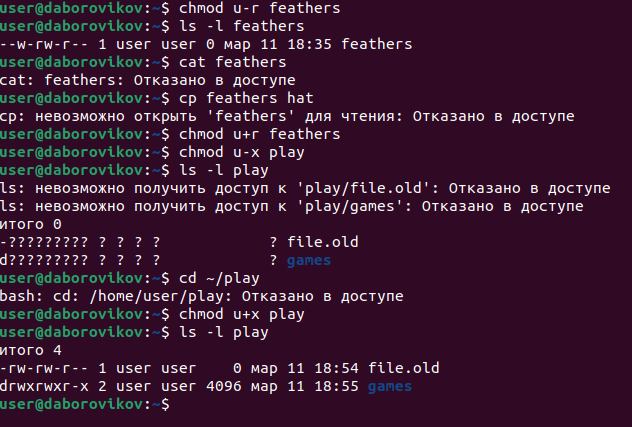 user@daborovikov:~$ chmod u-r feathers
user@daborovikov:~$ ls -l feathers
--w-rw-r-- 1 user user 0 мар 11 18:35 feathers
user@daborovikov:~$ cat feathers
cat: feathers: Отказано в доступе
user@daborovikov:~$ cp feathers hat
cp: невозможно открыть 'feathers' для чтения: Отказано в доступе
user@daborovikov:~$ chmod u+r feathers
user@daborovikov:~$ chmod u-x play
user@daborovikov:~$ ls -l play
ls: невозможно получить доступ к 'play/file.old': Отказано в доступе
ls: невозможно получить доступ к 'play/games': Отказано в доступе
итого 0
-????????? ? ? ? ?            ? file.old
d????????? ? ? ? ?            ? games
user@daborovikov:~$ cd ~/play
bash: cd: /home/user/play: Отказано в доступе
user@daborovikov:~$ chmod u+x play
user@daborovikov:~$ ls -l play
итого 4
-rw-rw-r-- 1 user user    0 мар 11 18:54 file.old
drwxrwxr-x 2 user user 4096 мар 11 18:55 games
user@daborovikov:~$